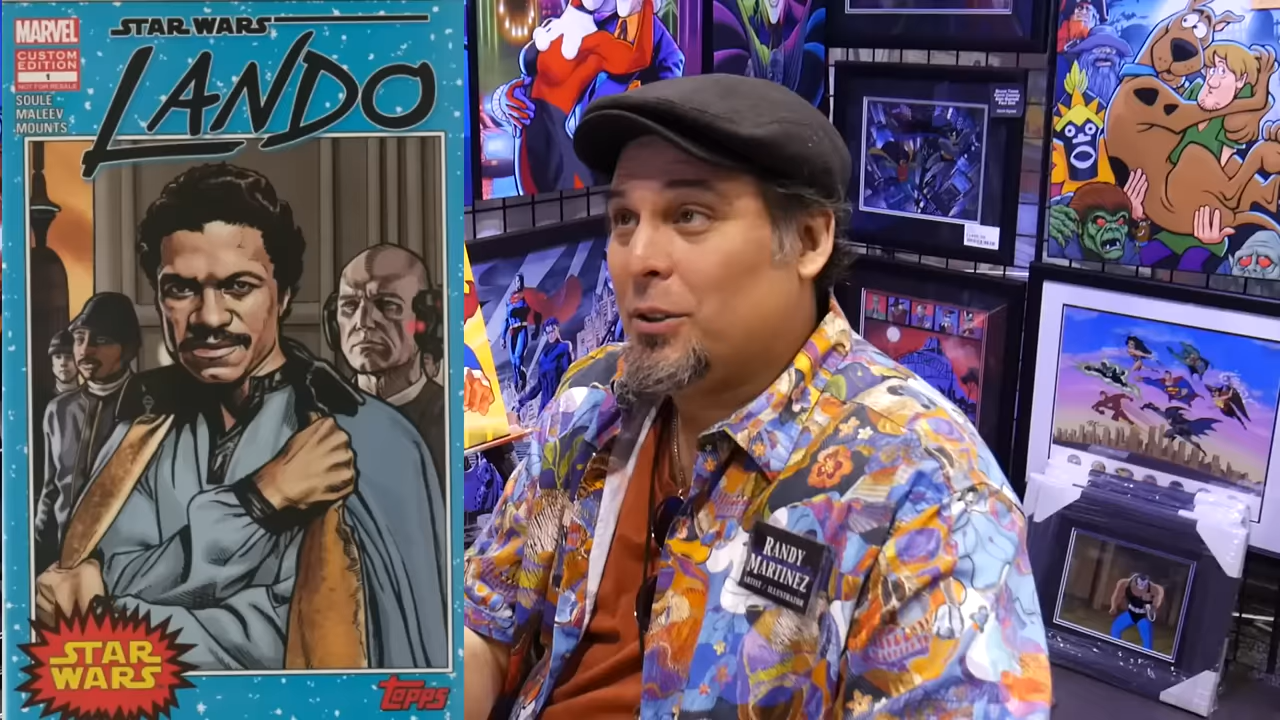 MARVEL
CUSTOM
EDITION
1
NOT FOR RESALE
SOULE
MALEEV
MOUNTS
STAR WARS
LANDO
STAR
WARS
topps
RANDY
MARTINEZ
ARTIST / ILLUSTRATOR